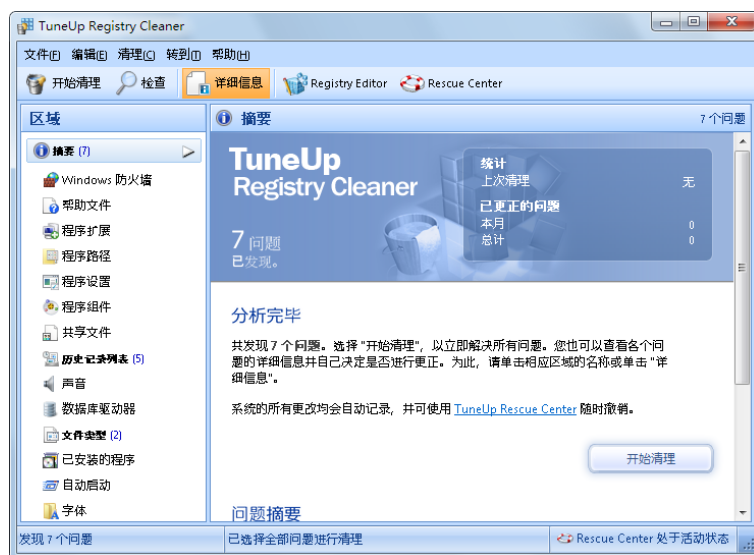 TuneUp Registry Cleaner
文件(F) 编辑(E) 清理(C) 转到(T) 帮助(H)
开始清理 检查 详细信息 Registry Editor Rescue Center
区域
摘要 (7)
Windows 防火墙
帮助文件
程序扩展
程序路径
程序设置
程序组件
共享文件
历史记录列表 (5)
声音
数据库驱动器
文件类型 (2)
已安装的程序
自动启动
字体
摘要 7 个问题
TuneUp
Registry Cleaner
7 问题
已发现。
统计
上次清理 无
已更正的问题
本月 0
总计 0
分析完毕
共发现 7 个问题。选择 "开始清理", 以立即解决所有问题。您也可以查看各个问
题的详细信息并自己决定是否进行更正。为此, 请单击相应区域的名称或单击 "详
细信息"。
系统的所有更改均会自动记录, 并可使用 TuneUp Rescue Center 随时撤销。
开始清理
问题摘要
发现 7 个问题 已选择全部问题进行清理 Rescue Center 处于活动状态